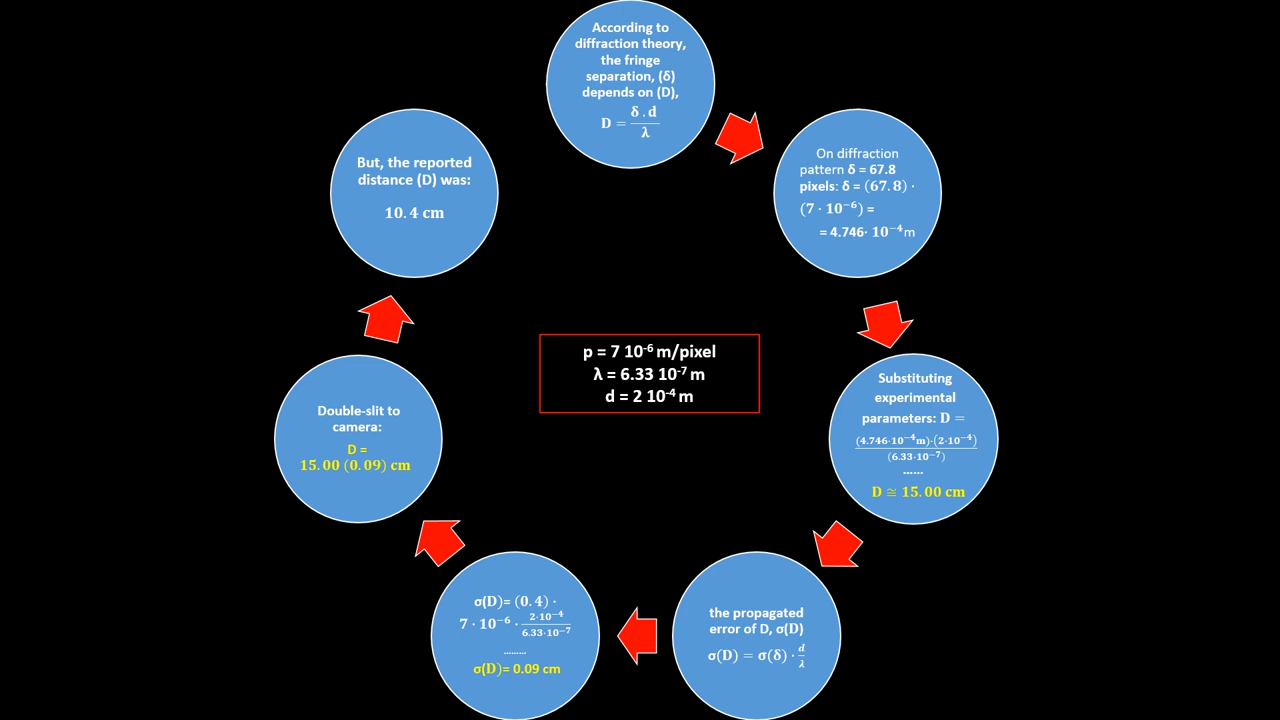 According to
diffraction theory,
the fringe
separation, (δ)
depends on (D),
D = δ . d / λ
On diffraction
pattern δ = 67.8
pixels: δ = (67.8) ·
(7 · 10⁻⁶) =
= 4.746· 10⁻⁴m
Substituting
experimental
parameters: D =
(4.746·10⁻⁴m)·(2·10⁻⁴) / (6.33·10⁻⁷)
......
D ≅ 15.00 cm
the propagated
error of D, σ(D)
σ(D) = σ(δ) · d / λ
σ(D)= (0.4) ·
7 · 10⁻⁶ · 2·10⁻⁴ / 6.33·10⁻⁷
.........
σ(D)= 0.09 cm
Double-slit to
camera:
D =
15.00 (0.09) cm
But, the reported
distance (D) was:
10.4 cm
p = 7 10⁻⁶ m/pixel
λ = 6.33 10⁻⁷ m
d = 2 10⁻⁴ m